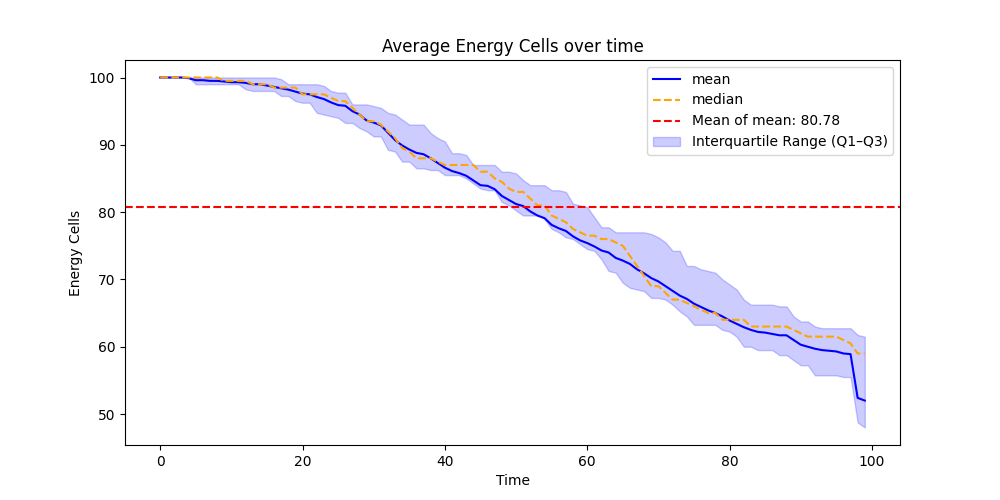 Average Energy Cells over time
mean
median
Mean of mean: 80.78
Interquartile Range (Q1–Q3)
Energy Cells
100
90
80
70
60
50
0 20 40 60 80 100
Time